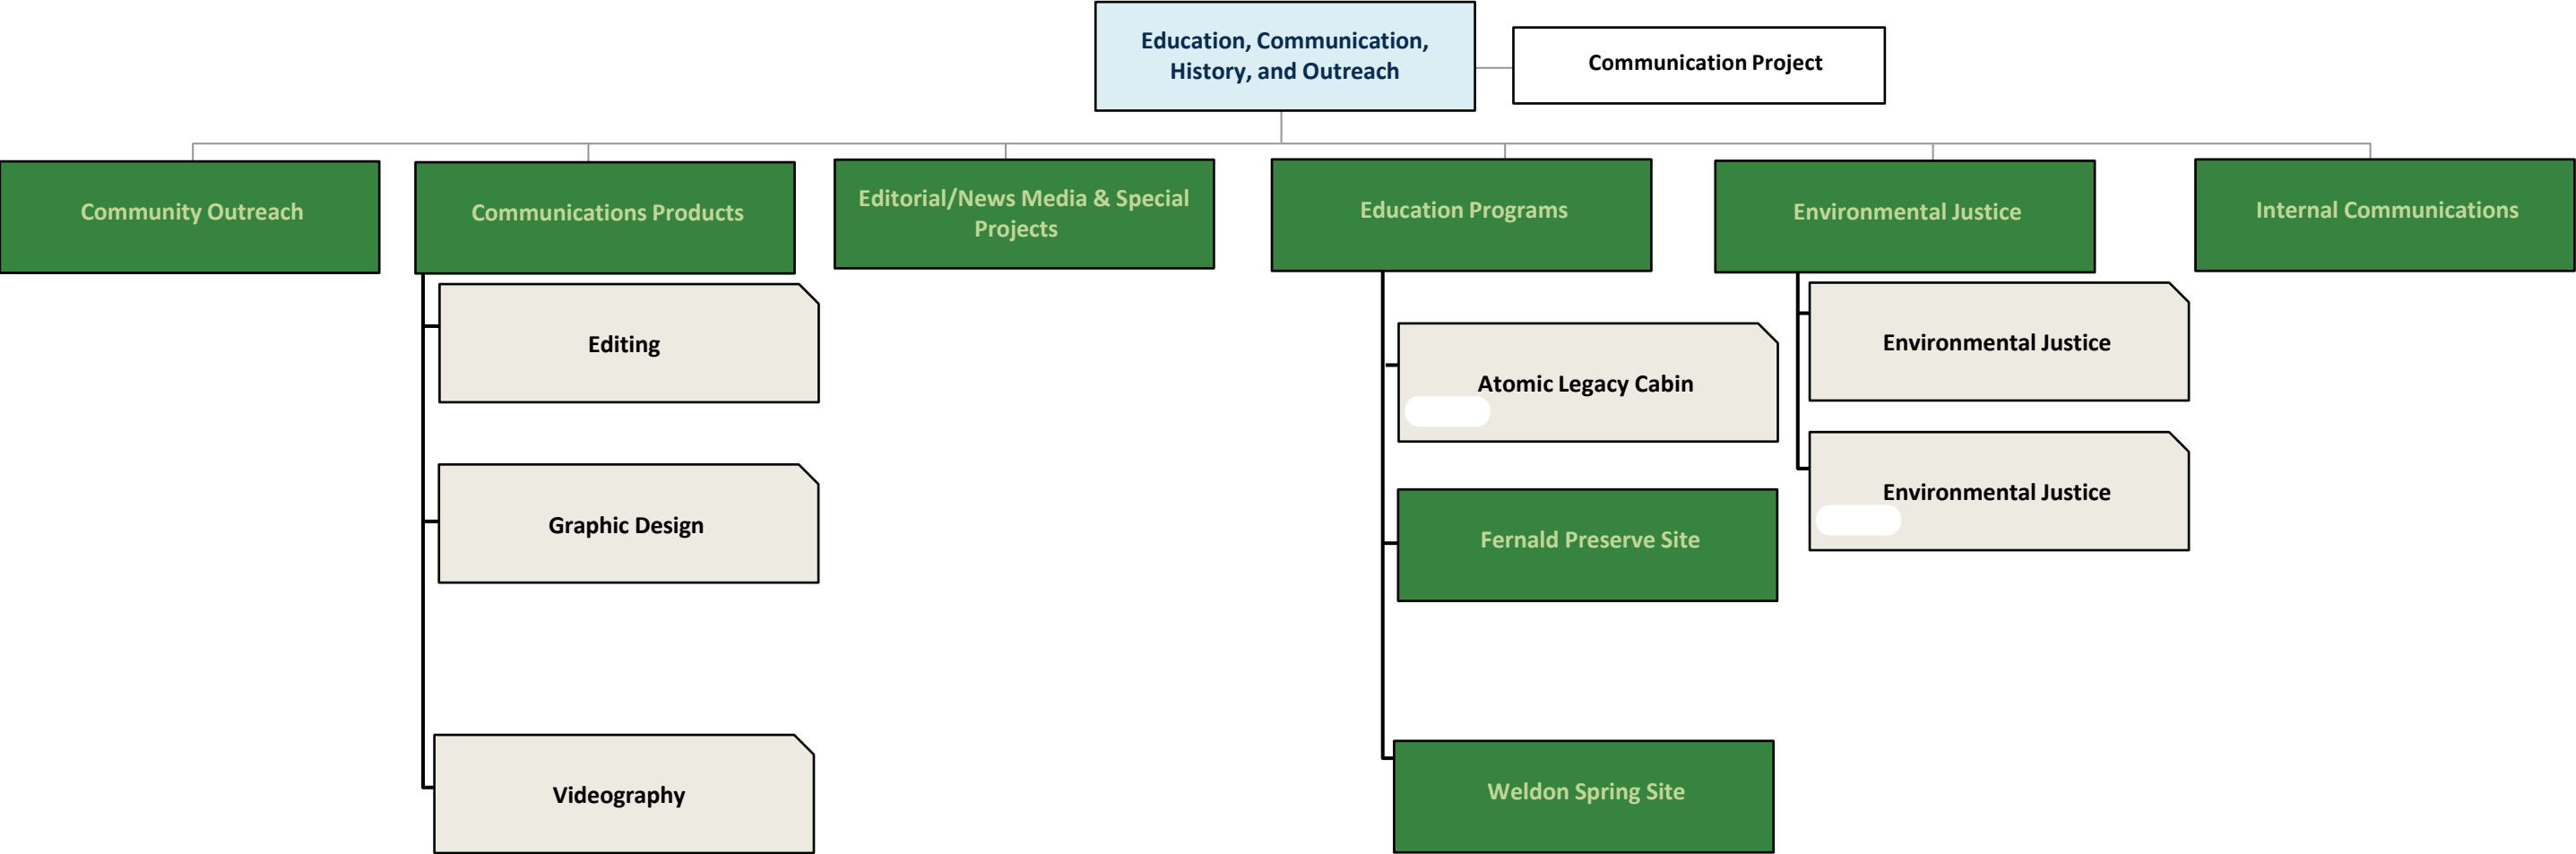 Education, Communication,
History, and Outreach
Communication Project
Community Outreach
Communications Products
Editorial/News Media & Special
Projects
Education Programs
Environmental Justice
Internal Communications
Editing
Graphic Design
Videography
Atomic Legacy Cabin
Fernald Preserve Site
Weldon Spring Site
Environmental Justice
Environmental Justice